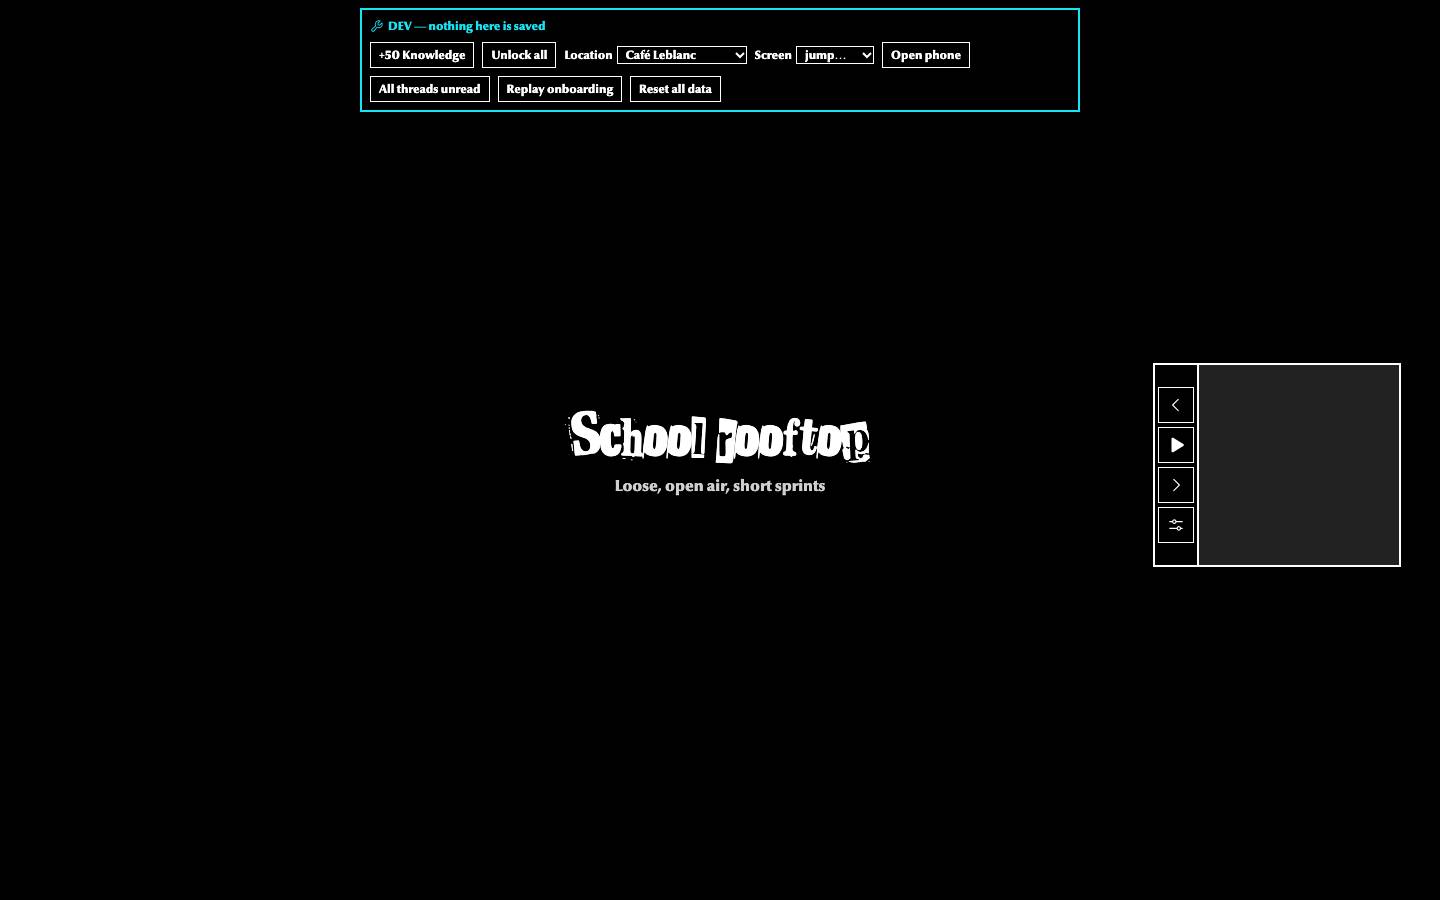 DEV — nothing here is saved
+50 Knowledge Unlock all Location Café Leblanc Screen jump... Open phone
All threads unread Replay onboarding Reset all data
School rooftop
Loose, open air, short sprints